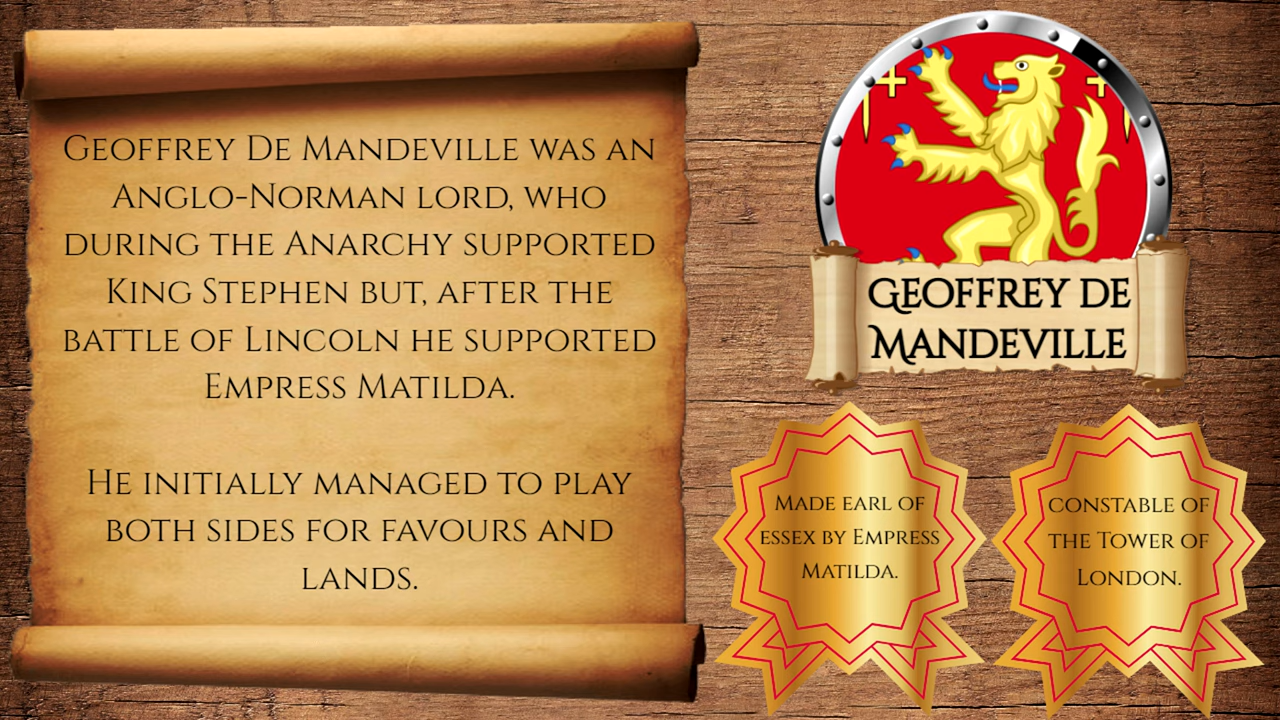 Geoffrey De Mandeville was an
Anglo-Norman lord, who
during the Anarchy supported
King Stephen but, after the
battle of Lincoln he supported
Empress Matilda.
He initially managed to play
both sides for favours and
lands.
Geoffrey de
Mandeville
Made earl of
essex by Empress
Matilda.
constable of
the Tower of
London.